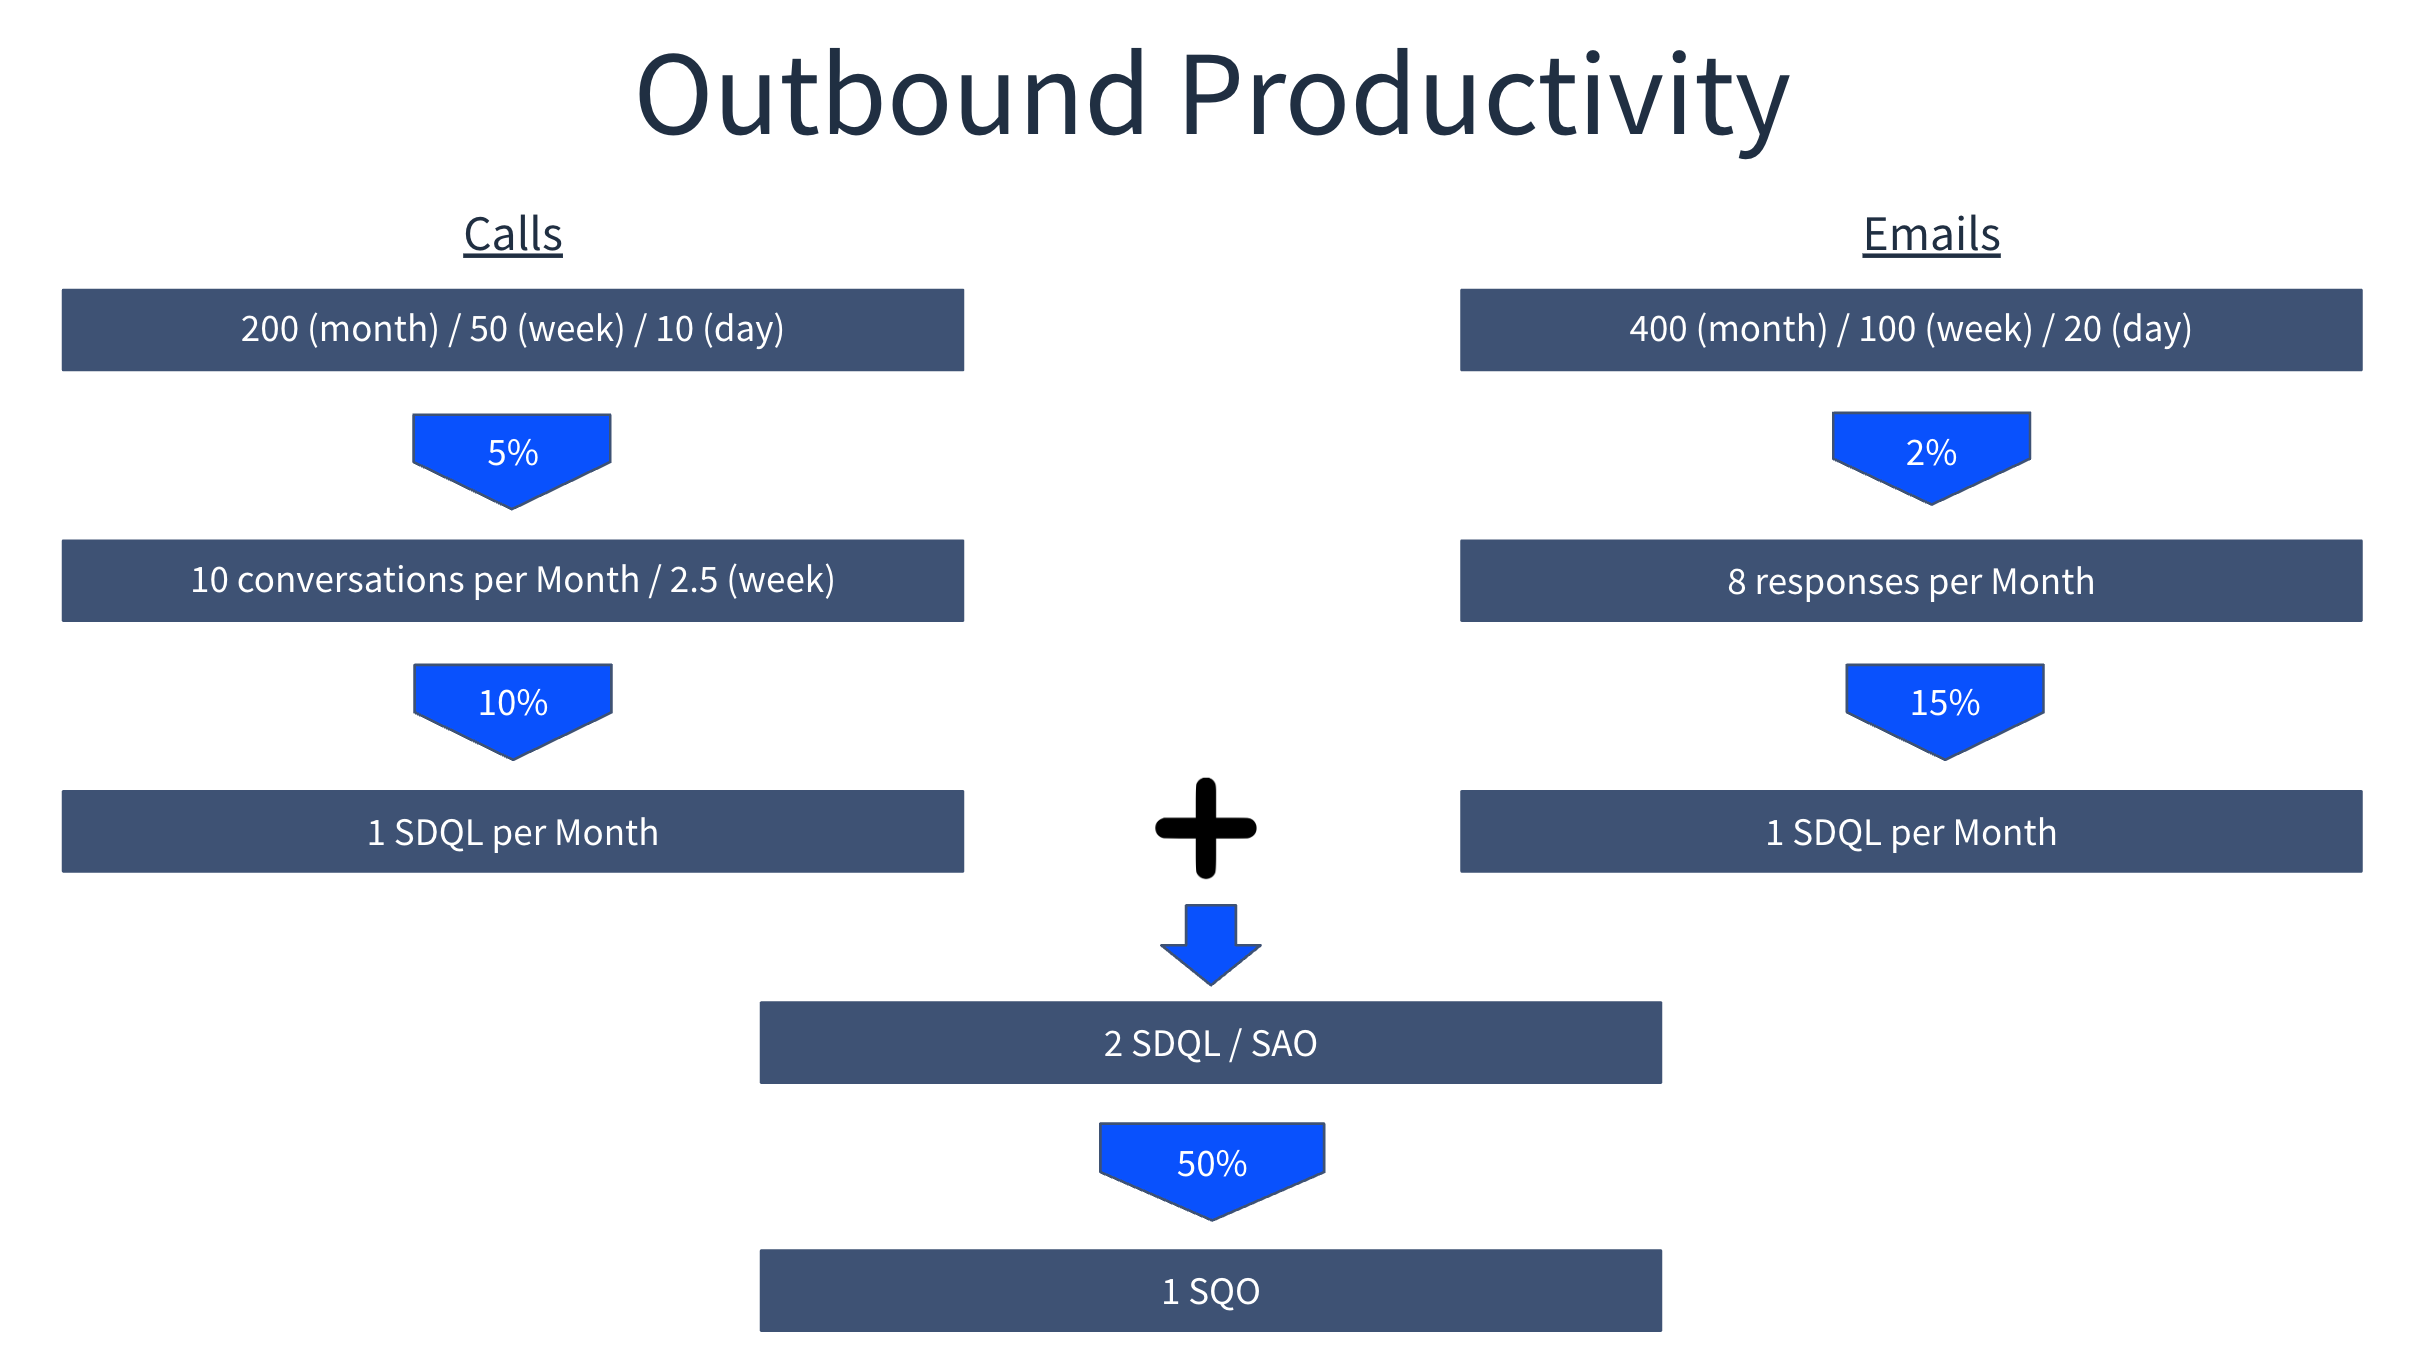 Outbound Productivity
Calls
Emails
200 (month) / 50 (week) / 10 (day)
400 (month) / 100 (week) / 20 (day)
5%
2%
10 conversations per Month / 2.5 (week)
8 responses per Month
10%
15%
1 SDQL per Month
1 SDQL per Month
2 SDQL / SAO
50%
1 SQO